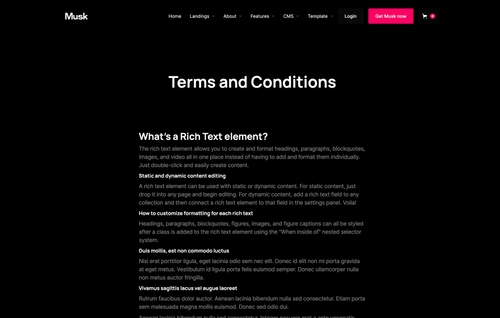 Musk
Home Landings About Features CMS Template Login Get Musk now 0
Terms and Conditions
What's a Rich Text element?
The rich text element allows you to create and format headings, paragraphs, blockquotes,
images, and video all in one place instead of having to add and format them individually.
Just double-click and easily create content.
Static and dynamic content editing
A rich text element can be used with static or dynamic content. For static content, just
drop it into any page and begin editing. For dynamic content, add a rich text field to any
collection and then connect a rich text element to that field in the settings panel. Voila!
How to customize formatting for each rich text
Headings, paragraphs, blockquotes, figures, images, and figure captions can all be styled
after a class is added to the rich text element using the "When inside of" nested selector
system.
Duis mollis, est non commodo luctus
Nisi erat porttitor ligula, eget lacinia odio sem nec elit. Donec id elit non mi porta gravida
at eget metus. Vestibulum id ligula porta felis euismod semper. Donec ullamcorper nulla
non metus auctor fringilla.
Vivamus sagittis lacus vel augue laoreet
Rutrum faucibus dolor auctor. Aenean lacinia bibendum nulla sed consectetur. Etiam porta
sem malesuada magna mollis euismod. Donec sed odio dui.